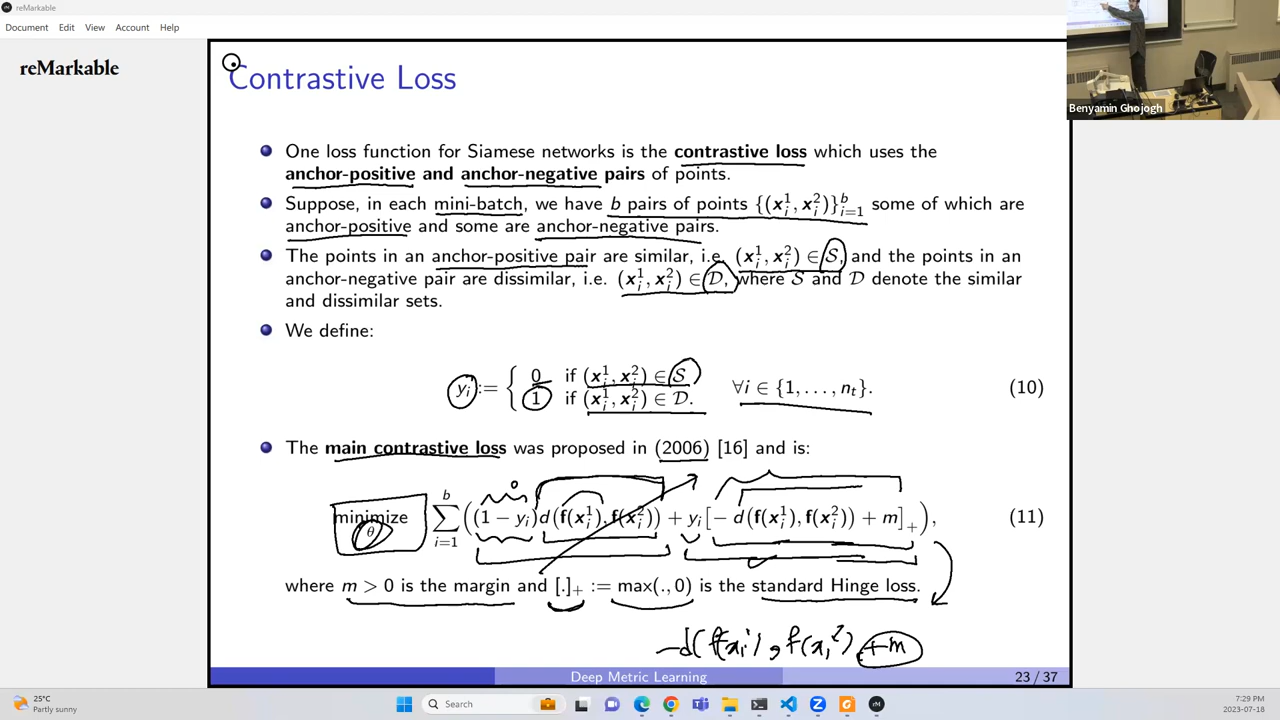 reMarkable
Document Edit View Account Help
reMarkable
Contrastive Loss
Benyamin Ghojogh
One loss function for Siamese networks is the contrastive loss which uses the
anchor-positive and anchor-negative pairs of points.
Suppose, in each mini-batch, we have b pairs of points {(x_i^1, x_i^2)}_{i=1}^b some of which are
anchor-positive and some are anchor-negative pairs.
The points in an anchor-positive pair are similar, i.e. (x_i^1, x_i^2) ∈ S, and the points in an
anchor-negative pair are dissimilar, i.e. (x_i^1, x_i^2) ∈ D, where S and D denote the similar
and dissimilar sets.
We define:
y_i := { 0 if (x_i^1, x_i^2) ∈ S
1 if (x_i^1, x_i^2) ∈ D. ∀i ∈ {1, . . . , n_t}. (10)
The main contrastive loss was proposed in (2006) [16] and is:
0
minimize_θ ∑_{i=1}^b ((1 − y_i) d(f(x_i^1), f(x_i^2)) + y_i [− d(f(x_i^1), f(x_i^2)) + m]_+), (11)
where m > 0 is the margin and [.]_+ := max(., 0) is the standard Hinge loss.
−d(f(x_i^1), f(x_i^2) +m
Deep Metric Learning 23 / 37
25°C
Partly sunny
Search
7:29 PM
2023-07-18